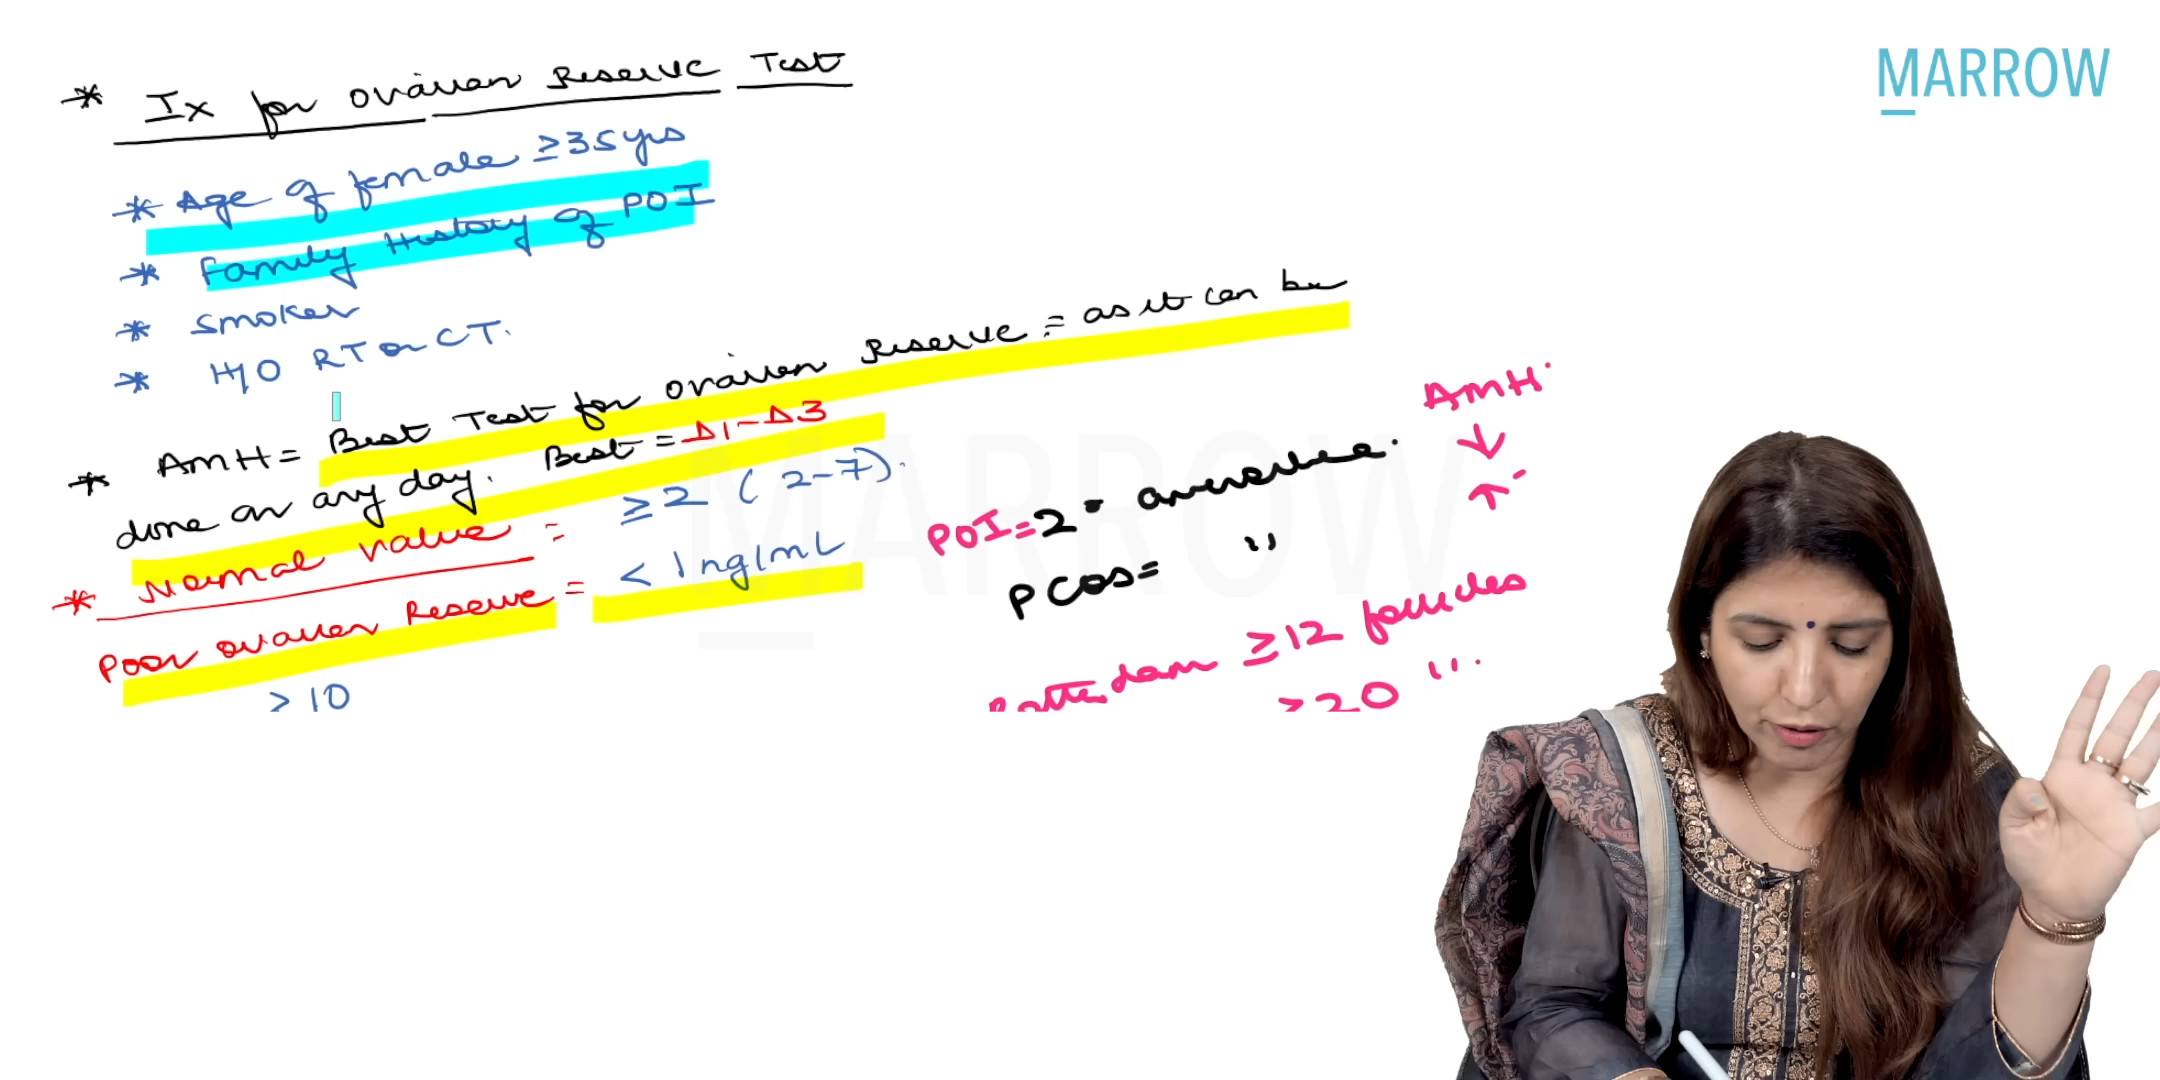 MARROW
* Ix for Ovarian Reserve Test
* Age of female ≥35yrs
* Family History of POI
* Smoker
* H/O RT or CT.
* AMH = Best Test for Ovarian Reserve = as it can be
done on any day. Best = D1-D3
* Normal Value = ≥2 (2-7).
Poor Ovarian Reserve = < 1ng/mL
> 10
AMH.
↓
↑
POI = 2°
PCOS = "
Rotterdam ≥12 follicles
≥20 "
MARROW